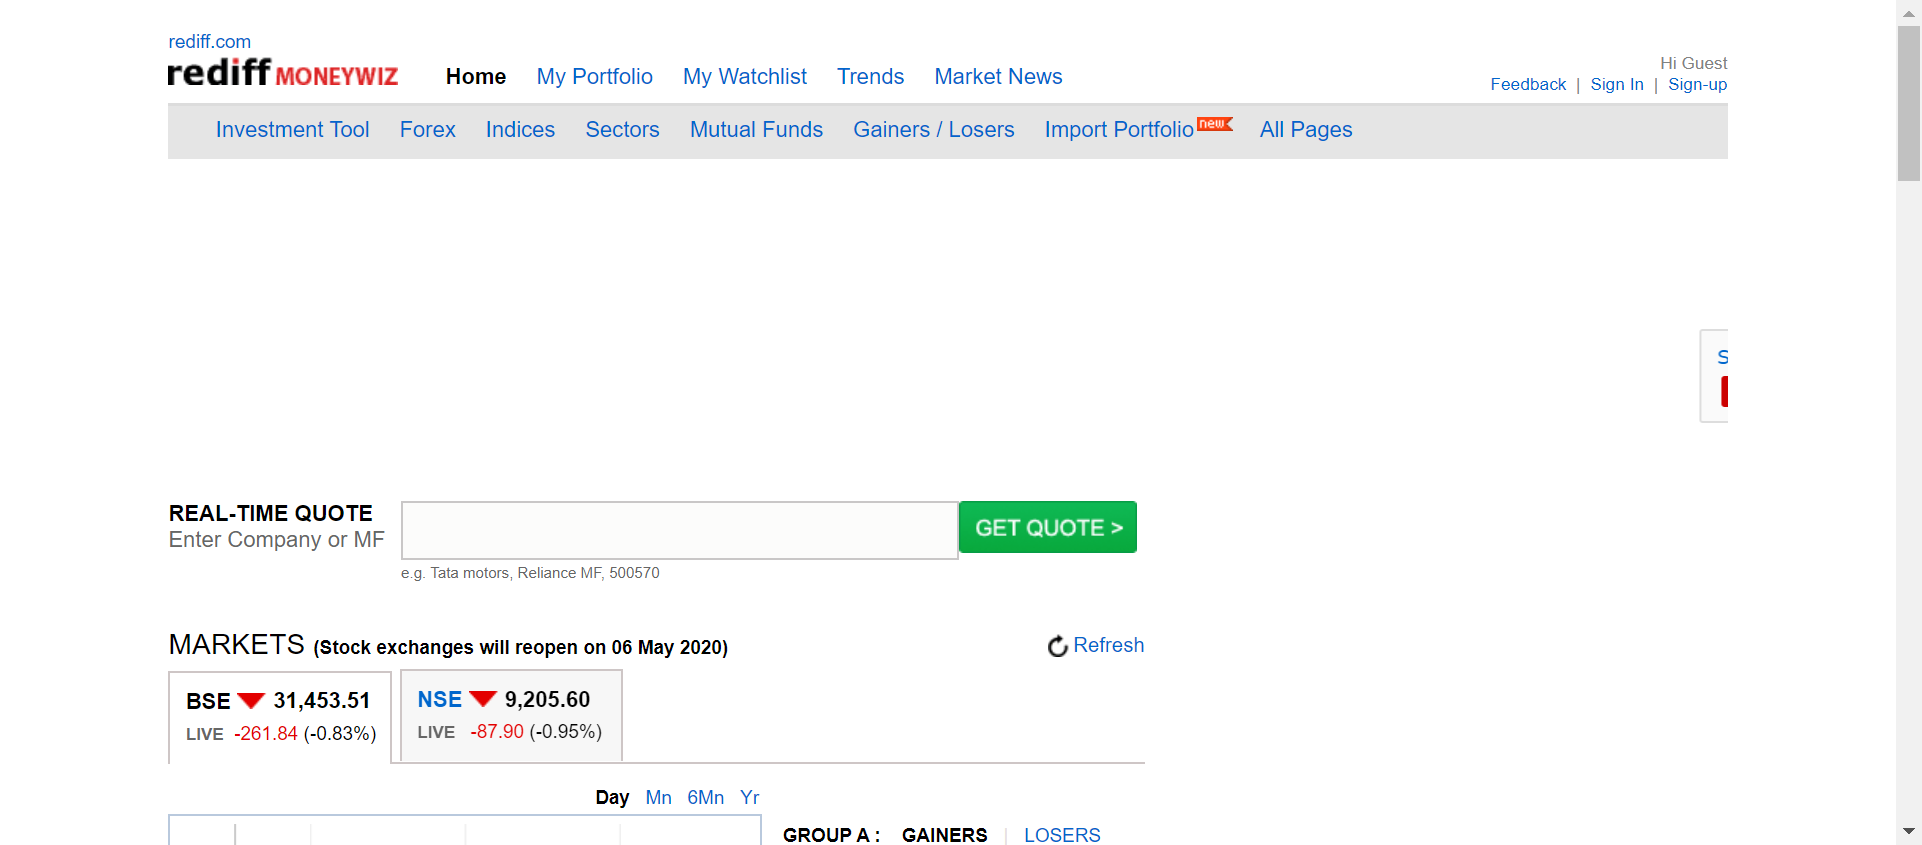 rediff.com
rediff MONEYWIZ
Home My Portfolio My Watchlist Trends Market News
Hi Guest
Feedback | Sign In | Sign-up
Investment Tool Forex Indices Sectors Mutual Funds Gainers / Losers Import Portfolio new All Pages
S
REAL-TIME QUOTE
Enter Company or MF
GET QUOTE >
e.g. Tata motors, Reliance MF, 500570
MARKETS (Stock exchanges will reopen on 06 May 2020)
Refresh
BSE 31,453.51
LIVE -261.84 (-0.83%)
NSE 9,205.60
LIVE -87.90 (-0.95%)
Day Mn 6Mn Yr
GROUP A : GAINERS | LOSERS